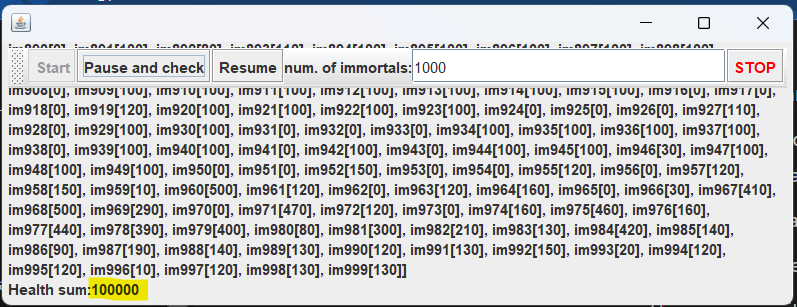 Start Pause and check Resume num. of immortals: 1000 STOP
im908[0], im909[100], im910[100], im911[100], im912[100], im913[100], im914[100], im915[100], im916[0], im917[0],
im918[0], im919[120], im920[100], im921[100], im922[100], im923[100], im924[0], im925[0], im926[0], im927[110],
im928[0], im929[100], im930[100], im931[0], im932[0], im933[0], im934[100], im935[100], im936[100], im937[100],
im938[0], im939[100], im940[100], im941[0], im942[100], im943[0], im944[100], im945[100], im946[30], im947[100],
im948[100], im949[100], im950[0], im951[0], im952[150], im953[0], im954[0], im955[120], im956[0], im957[120],
im958[150], im959[10], im960[500], im961[120], im962[0], im963[120], im964[160], im965[0], im966[30], im967[410],
im968[500], im969[290], im970[0], im971[470], im972[120], im973[0], im974[160], im975[460], im976[160],
im977[440], im978[390], im979[400], im980[80], im981[300], im982[210], im983[130], im984[420], im985[140],
im986[90], im987[190], im988[140], im989[130], im990[120], im991[130], im992[150], im993[20], im994[120],
im995[120], im996[10], im997[120], im998[130], im999[130]]
Health sum:100000